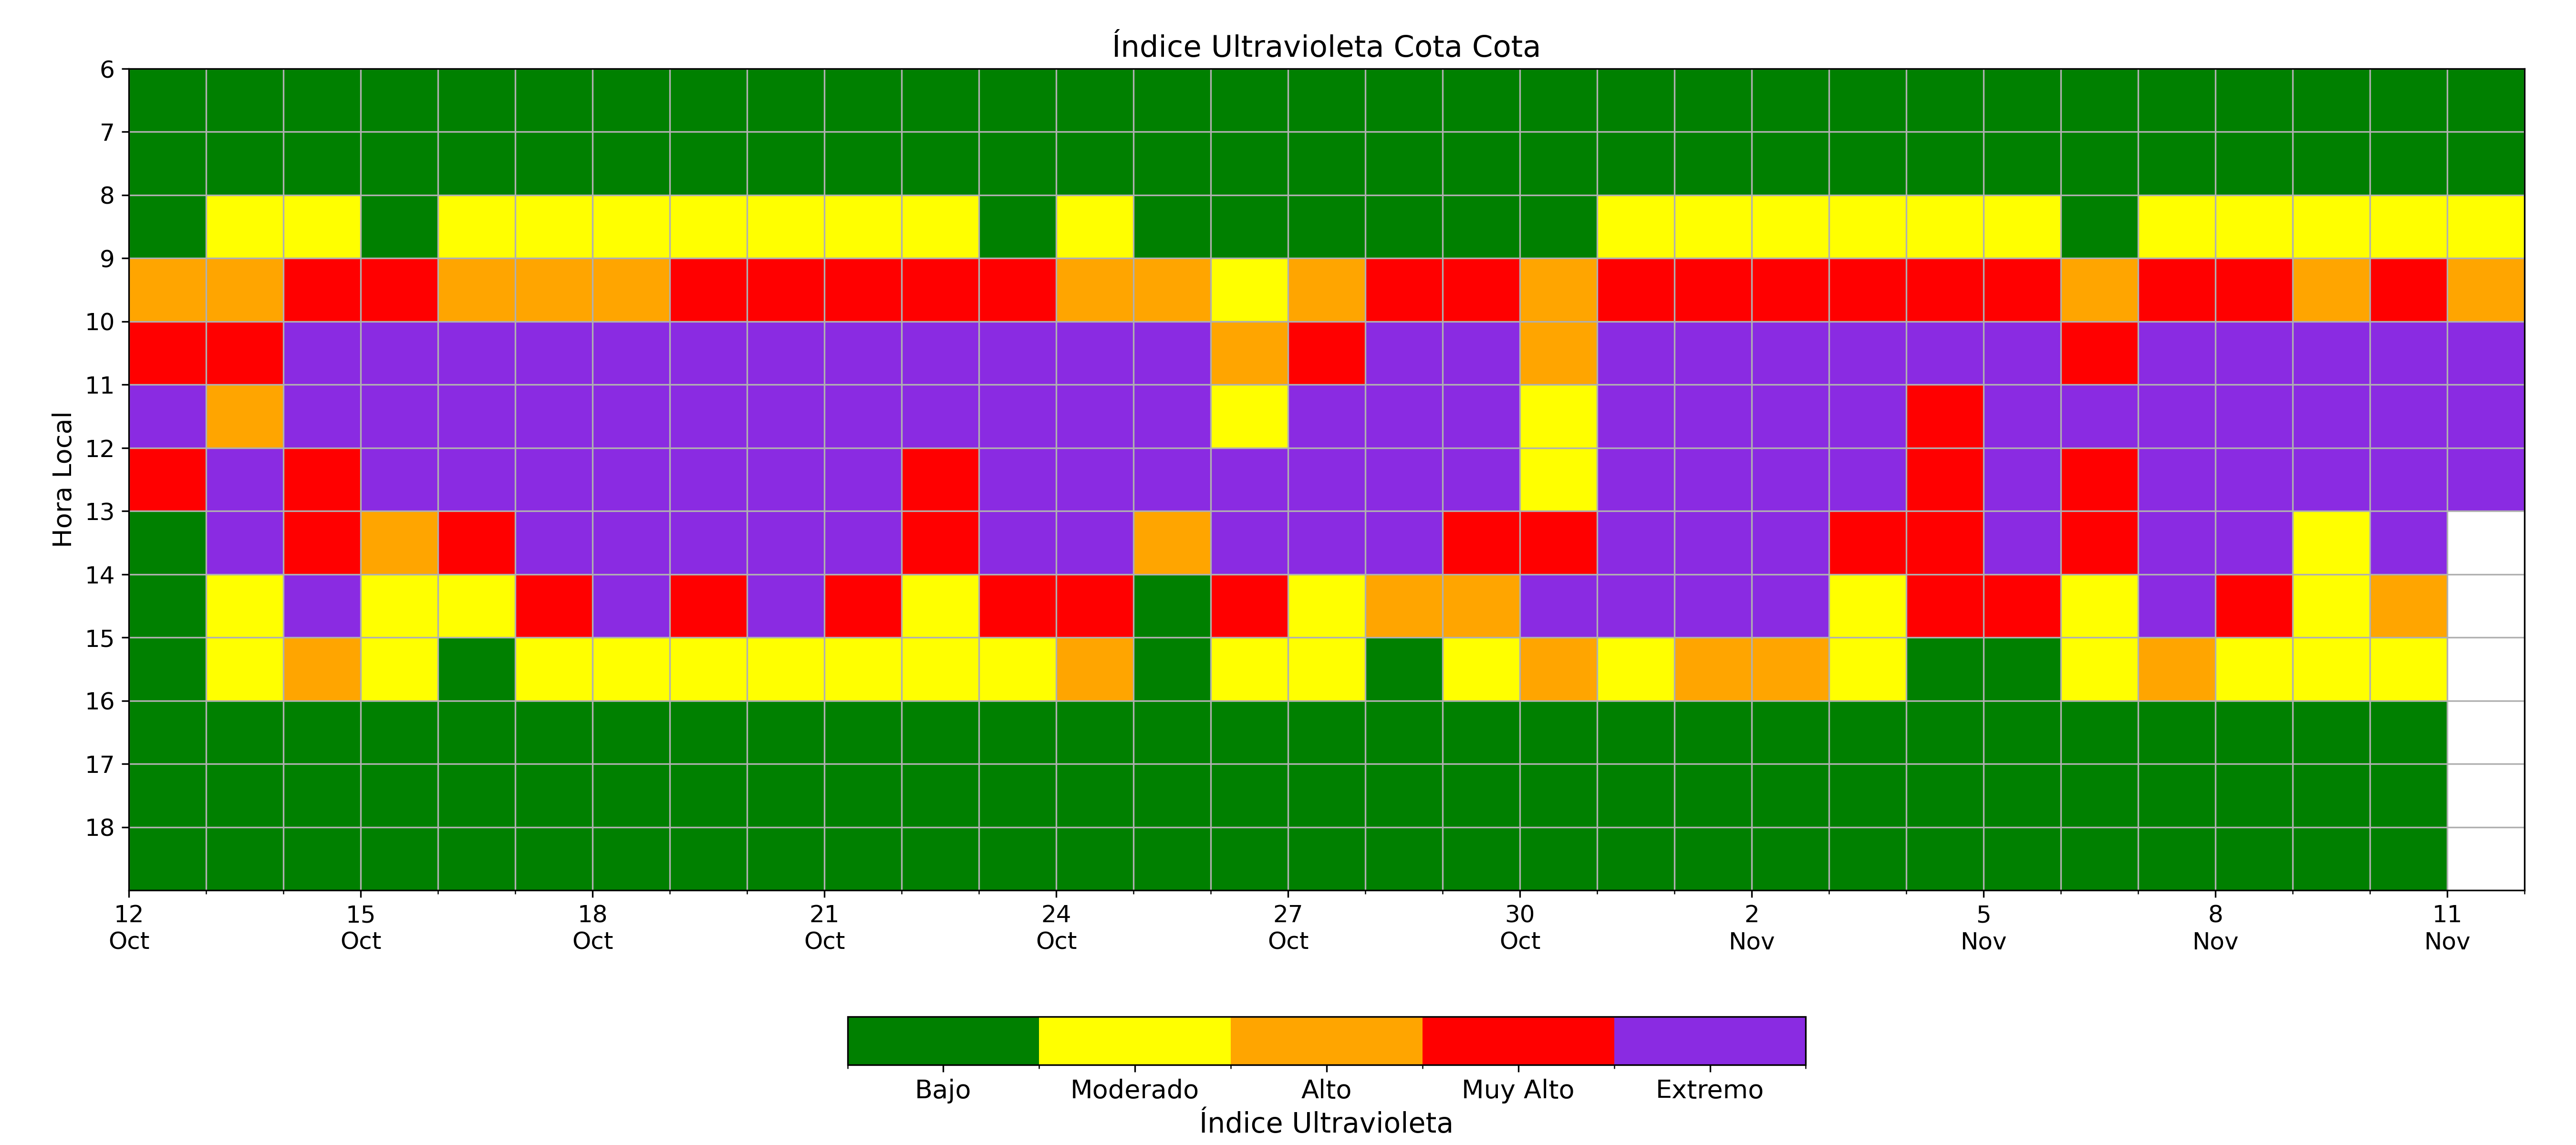 Índice Ultravioleta Cota Cota
Hora Local
6
7
8
9
10
11
12
13
14
15
16
17
18
12 15 18 21 24 27 30 2 5 8 11
Oct Oct Oct Oct Oct Oct Oct Nov Nov Nov Nov
Bajo Moderado Alto Muy Alto Extremo
Índice Ultravioleta